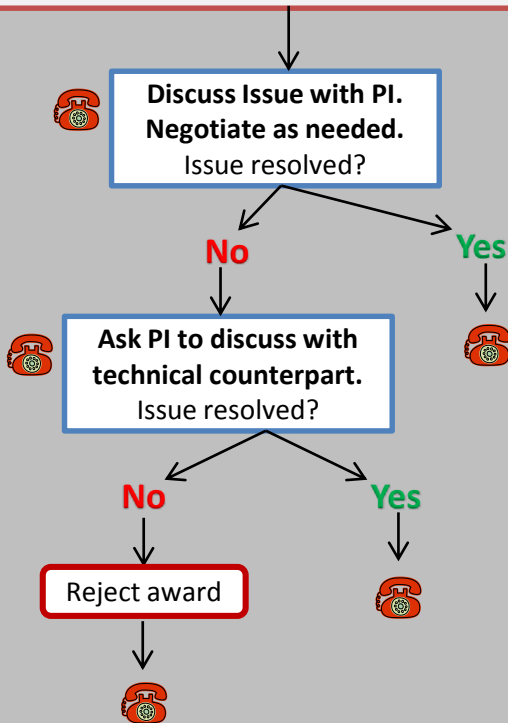 Discuss Issue with PI.
Negotiate as needed.
Issue resolved?
No
Yes
Ask PI to discuss with
technical counterpart.
Issue resolved?
No
Yes
Reject award